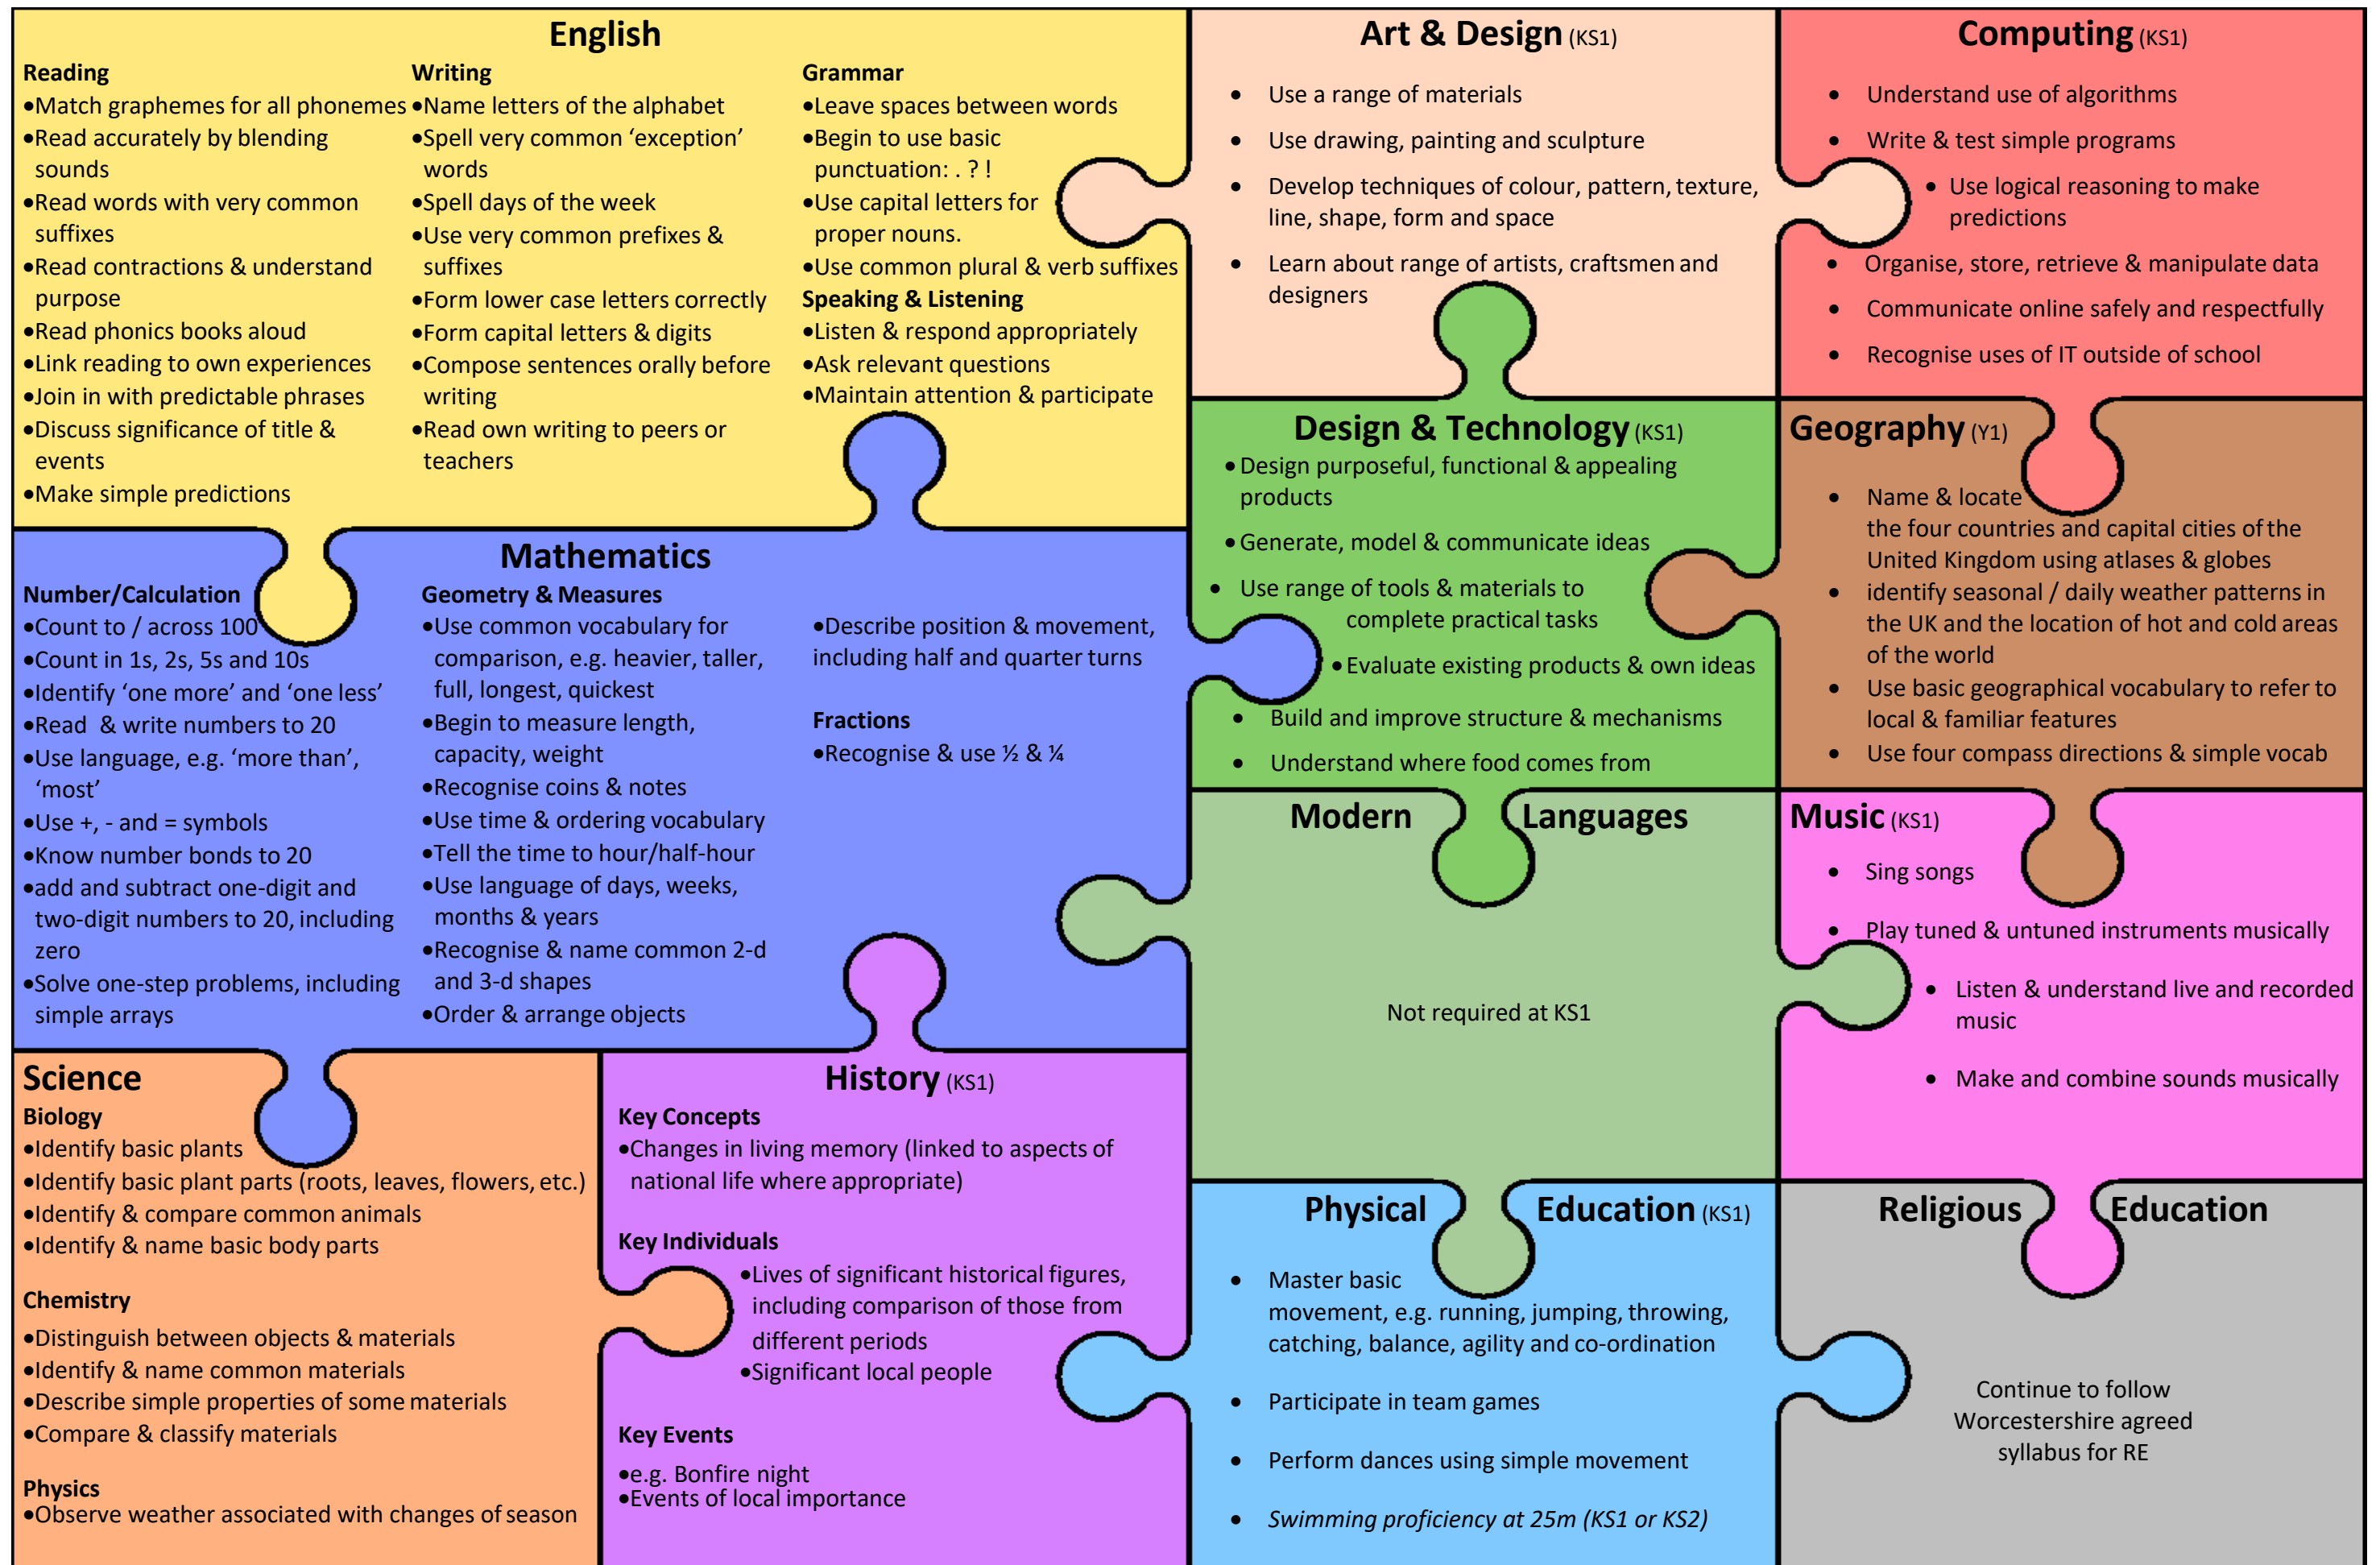 English
Reading
•Match graphemes for all phonemes
•Read accurately by blending
sounds
•Read words with very common
suffixes
•Read contractions & understand
purpose
•Read phonics books aloud
•Link reading to own experiences
•Join in with predictable phrases
•Discuss significance of title &
events
•Make simple predictions
Writing
•Name letters of the alphabet
•Spell very common ‘exception’
words
•Spell days of the week
•Use very common prefixes &
suffixes
•Form lower case letters correctly
•Form capital letters & digits
•Compose sentences orally before
writing
•Read own writing to peers or
teachers
Grammar
•Leave spaces between words
•Begin to use basic
punctuation: . ? !
•Use capital letters for
proper nouns.
•Use common plural & verb suffixes
Speaking & Listening
•Listen & respond appropriately
•Ask relevant questions
•Maintain attention & participate
Art & Design (KS1)
• Use a range of materials
• Use drawing, painting and sculpture
• Develop techniques of colour, pattern, texture,
line, shape, form and space
• Learn about range of artists, craftsmen and
designers
Computing (KS1)
• Understand use of algorithms
• Write & test simple programs
• Use logical reasoning to make
predictions
• Organise, store, retrieve & manipulate data
• Communicate online safely and respectfully
• Recognise uses of IT outside of school
Mathematics
Number/Calculation
•Count to / across 100
•Count in 1s, 2s, 5s and 10s
•Identify ‘one more’ and ‘one less’
•Read & write numbers to 20
•Use language, e.g. ‘more than’,
‘most’
•Use +, - and = symbols
•Know number bonds to 20
•add and subtract one-digit and
two-digit numbers to 20, including
zero
•Solve one-step problems, including
simple arrays
Geometry & Measures
•Use common vocabulary for
comparison, e.g. heavier, taller,
full, longest, quickest
•Begin to measure length,
capacity, weight
•Recognise coins & notes
•Use time & ordering vocabulary
•Tell the time to hour/half-hour
•Use language of days, weeks,
months & years
•Recognise & name common 2-d
and 3-d shapes
•Order & arrange objects
•Describe position & movement,
including half and quarter turns
Fractions
•Recognise & use ½ & ¼
Design & Technology (KS1)
• Design purposeful, functional & appealing
products
• Generate, model & communicate ideas
• Use range of tools & materials to
complete practical tasks
• Evaluate existing products & own ideas
• Build and improve structure & mechanisms
• Understand where food comes from
Geography (Y1)
• Name & locate
the four countries and capital cities of the
United Kingdom using atlases & globes
• identify seasonal / daily weather patterns in
the UK and the location of hot and cold areas
of the world
• Use basic geographical vocabulary to refer to
local & familiar features
• Use four compass directions & simple vocab
Modern Languages
Not required at KS1
Music (KS1)
• Sing songs
• Play tuned & untuned instruments musically
• Listen & understand live and recorded
music
• Make and combine sounds musically
Science
Biology
•Identify basic plants
•Identify basic plant parts (roots, leaves, flowers, etc.)
•Identify & compare common animals
•Identify & name basic body parts
Chemistry
•Distinguish between objects & materials
•Identify & name common materials
•Describe simple properties of some materials
•Compare & classify materials
Physics
•Observe weather associated with changes of season
History (KS1)
Key Concepts
•Changes in living memory (linked to aspects of
national life where appropriate)
Key Individuals
•Lives of significant historical figures,
including comparison of those from
different periods
•Significant local people
Key Events
•e.g. Bonfire night
•Events of local importance
Physical Education (KS1)
• Master basic
movement, e.g. running, jumping, throwing,
catching, balance, agility and co-ordination
• Participate in team games
• Perform dances using simple movement
• Swimming proficiency at 25m (KS1 or KS2)
Religious Education
Continue to follow
Worcestershire agreed
syllabus for RE